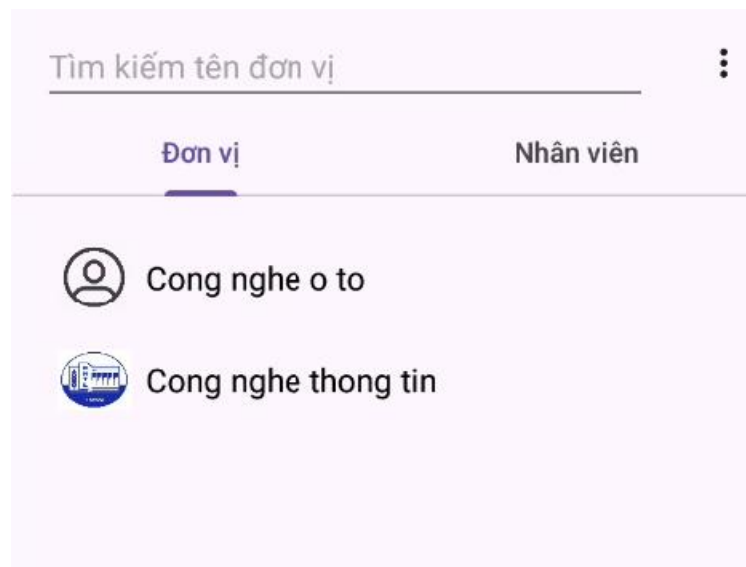 Tìm kiếm tên đơn vị
Đơn vị
Nhân viên
Cong nghe o to
Cong nghe thong tin